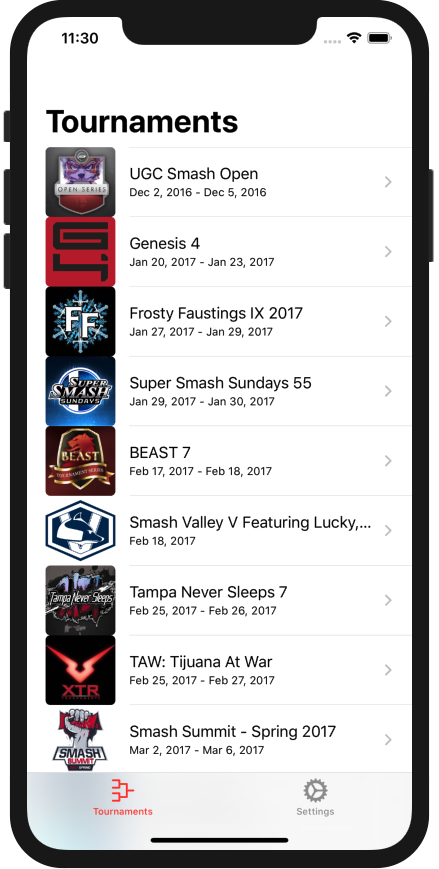 11:30
Tournaments
OPEN SERIES
UGC Smash Open
Dec 2, 2016 - Dec 5, 2016
Genesis 4
Jan 20, 2017 - Jan 23, 2017
FF
Frosty Faustings IX 2017
Jan 27, 2017 - Jan 29, 2017
SUPER
SMASH
SUNDAYS
Super Smash Sundays 55
Jan 29, 2017 - Jan 30, 2017
BEAST
TOURNAMENT SERIES
BEAST 7
Feb 17, 2017 - Feb 18, 2017
Smash Valley V Featuring Lucky,...
Feb 18, 2017
Tampa Never Sleeps
Tampa Never Sleeps 7
Feb 25, 2017 - Feb 26, 2017
XTR
TAW: Tijuana At War
Feb 25, 2017 - Feb 27, 2017
SMASH
SUMMIT
SPRING
Smash Summit - Spring 2017
Mar 2, 2017 - Mar 6, 2017
Tournaments
Settings